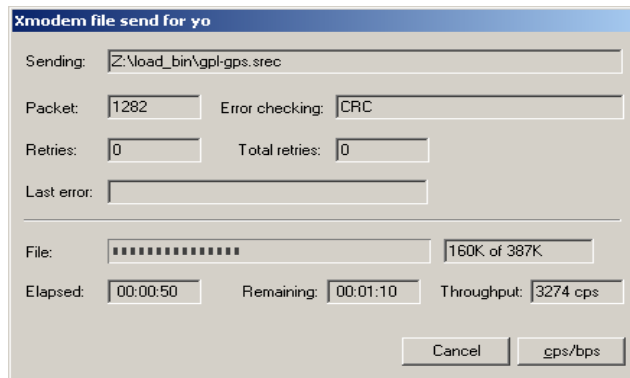 Xmodem file send for yo
Sending: Z:\load_bin\gpl-gps.srec
Packet: 1282 Error checking: CRC
Retries: 0 Total retries: 0
Last error:
File: 160K of 387K
Elapsed: 00:00:50 Remaining: 00:01:10 Throughput: 3274 cps
Cancel cps/bps